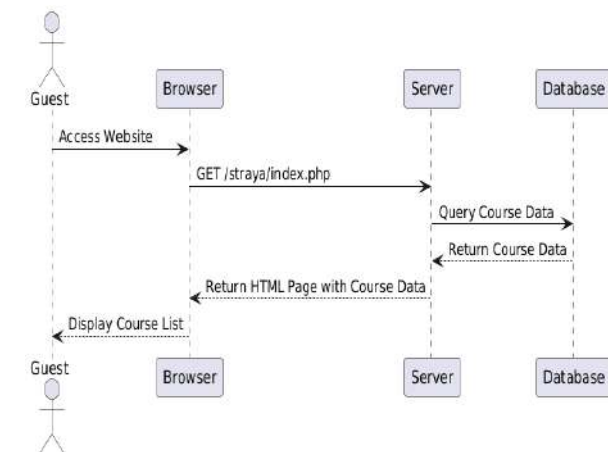 Guest
Browser
Server
Database
Access Website
GET /straya/index.php
Query Course Data
Return Course Data
Return HTML Page with Course Data
Display Course List
Guest
Browser
Server
Database